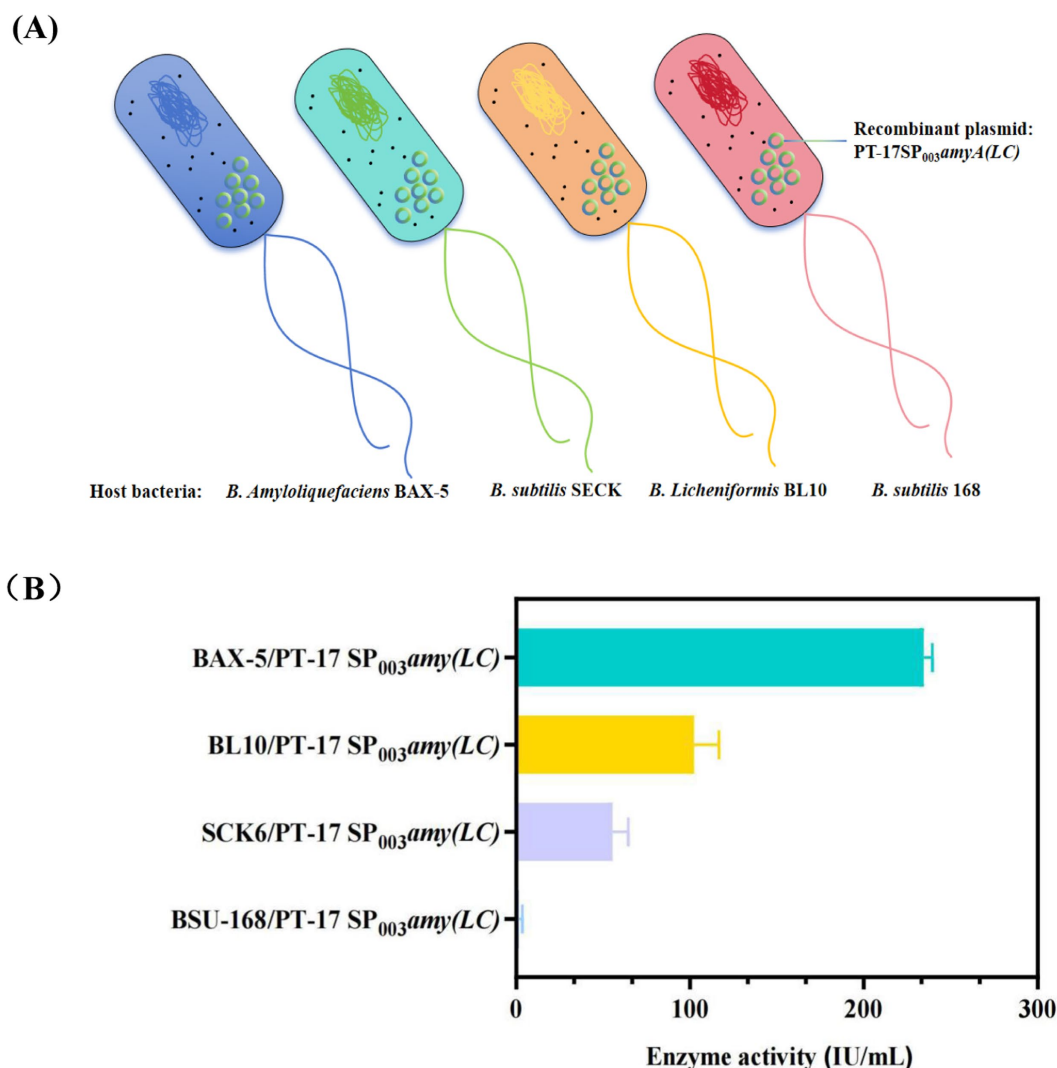 (A)
Recombinant plasmid:
PT-17SP₀₀₃amyA(LC)
Host bacteria: B. Amyloliquefaciens BAX-5 B. subtilis SECK B. Licheniformis BL10 B. subtilis 168
（B）
BAX-5/PT-17 SP₀₀₃amy(LC)
BL10/PT-17 SP₀₀₃amy(LC)
SCK6/PT-17 SP₀₀₃amy(LC)
BSU-168/PT-17 SP₀₀₃amy(LC)
0 100 200 300
Enzyme activity (IU/mL)